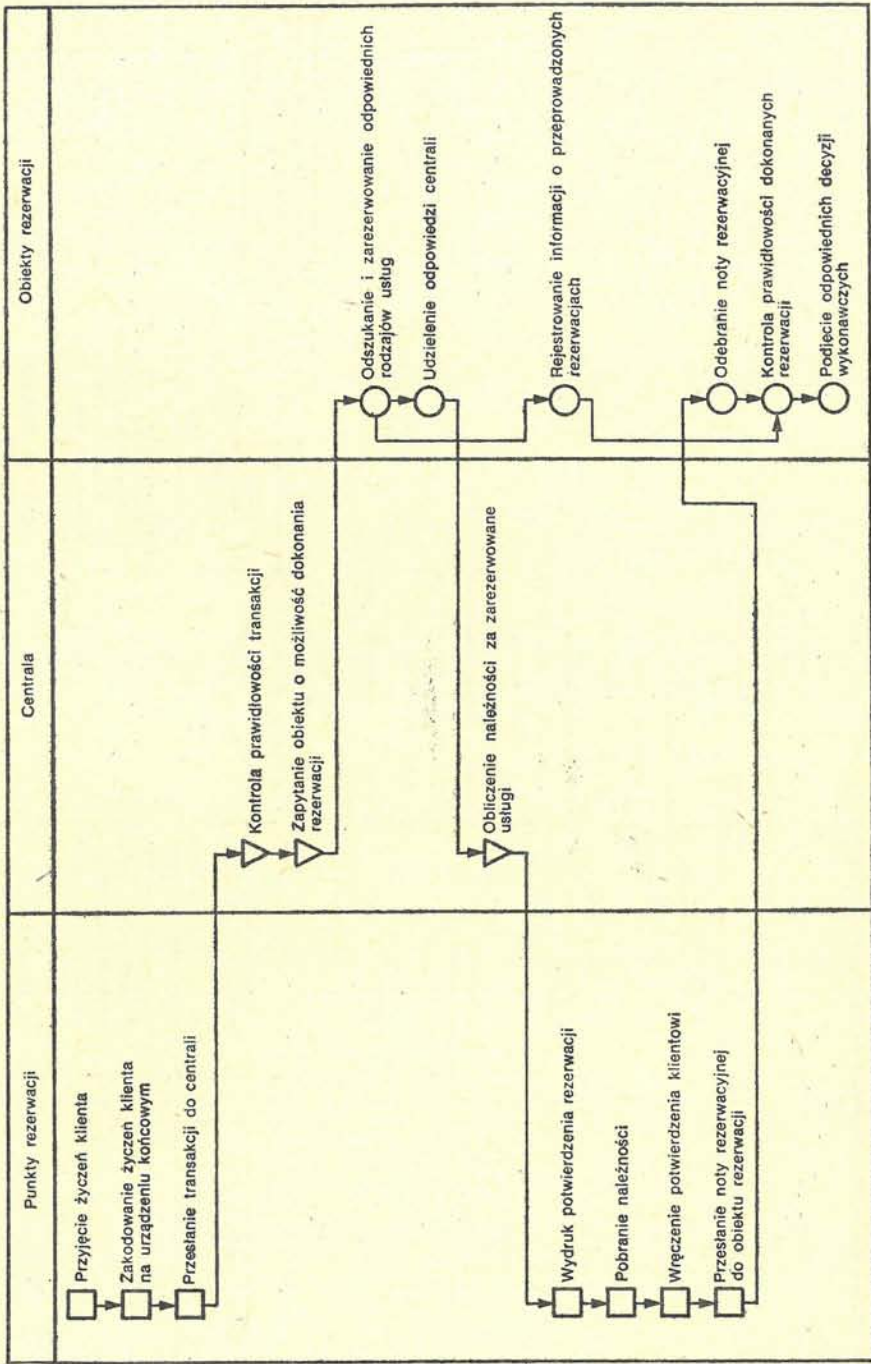 Punkty rezerwacji
Centrala
Obiekty rezerwacji
Przyjęcie życzeń klienta
Zakodowanie życzeń klienta
na urządzeniu końcowym
Przesłanie transakcji do centrali
Kontrola prawidłowości transakcji
Zapytanie obiektu o możliwość dokonania
rezerwacji
Odszukanie i zarezerwowanie odpowiednich
rodzajów usług
Udzielenie odpowiedzi centrali
Obliczenie należności za zarezerwowane
usługi
Wydruk potwierdzenia rezerwacji
Rejestrowanie informacji o przeprowadzonych
rezerwacjach
Pobranie należności
Wręczenie potwierdzenia klientowi
Przesłanie noty rezerwacyjnej
do obiektu rezerwacji
Odebranie noty rezerwacyjnej
Kontrola prawidłowości dokonanych
rezerwacji
Podjęcie odpowiednich decyzji
wykonawczych